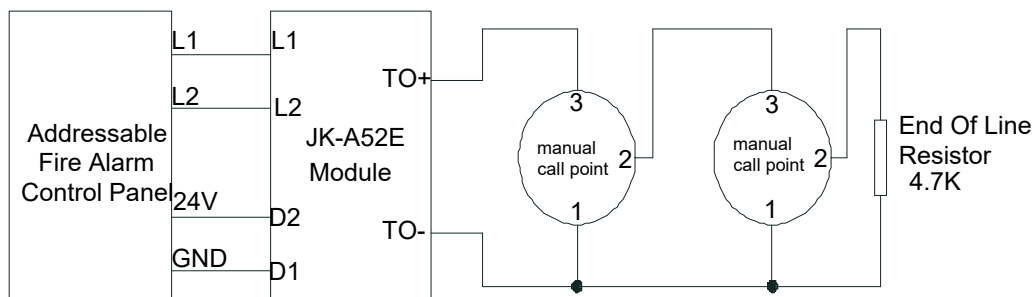 Addressable
Fire Alarm
Control Panel
L1
L2
24V
GND
L1
L2
D2
D1
JK-A52E
Module
TO+
TO-
3
manual
call point
2
1
3
manual
call point
2
1
End Of Line
Resistor
4.7K